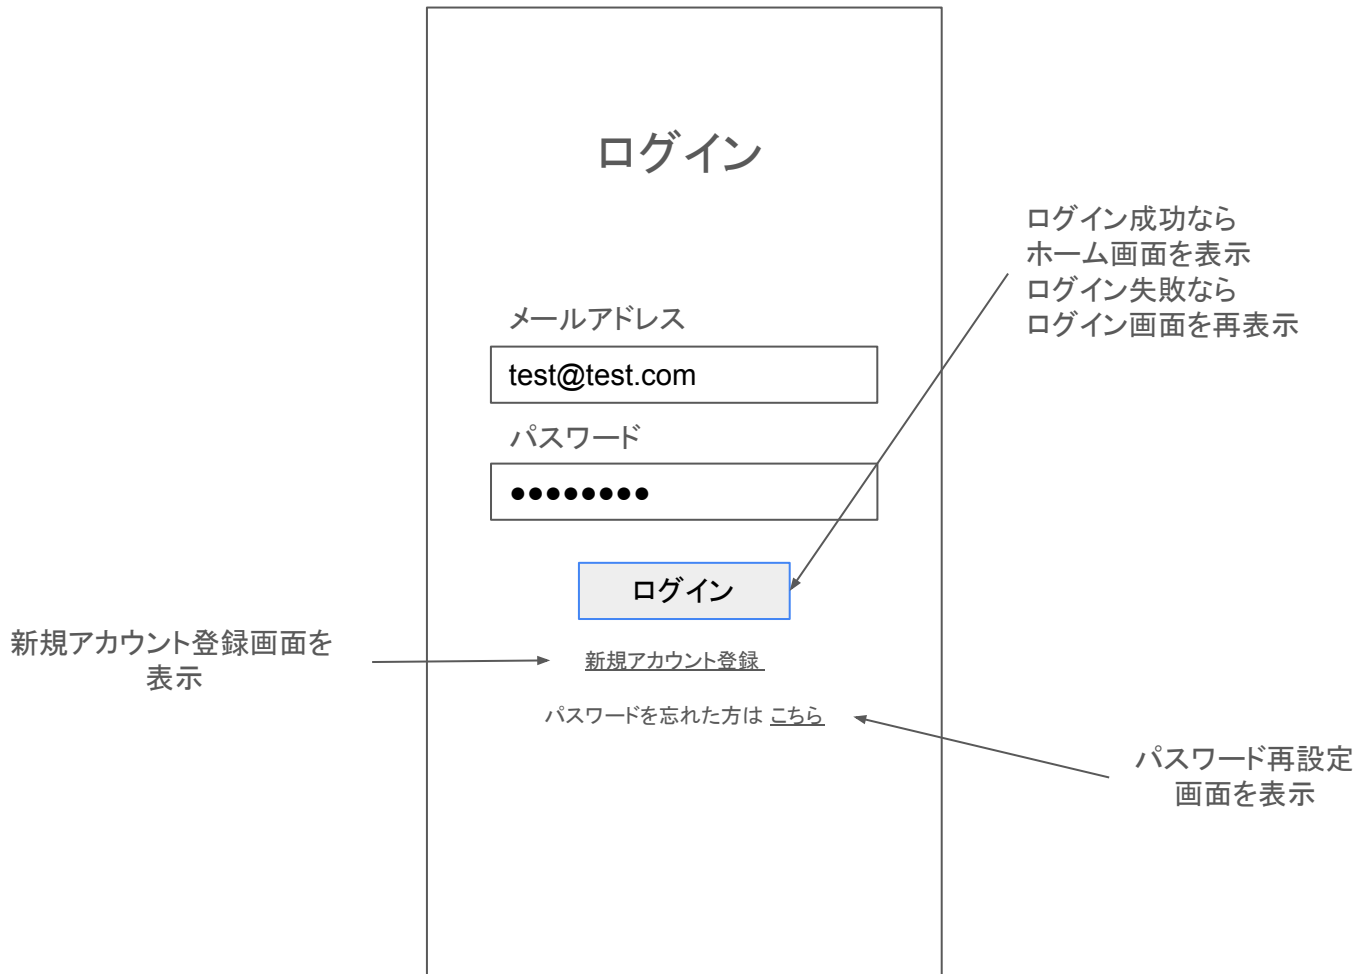 ログイン
ログイン成功なら
ホーム画面を表示
ログイン失敗なら
ログイン画面を再表示
メールアドレス
test@test.com
パスワード
●●●●●●●●
ログイン
新規アカウント登録画面を
表示
新規アカウント登録
パスワードを忘れた方は こちら
パスワード再設定
画面を表示